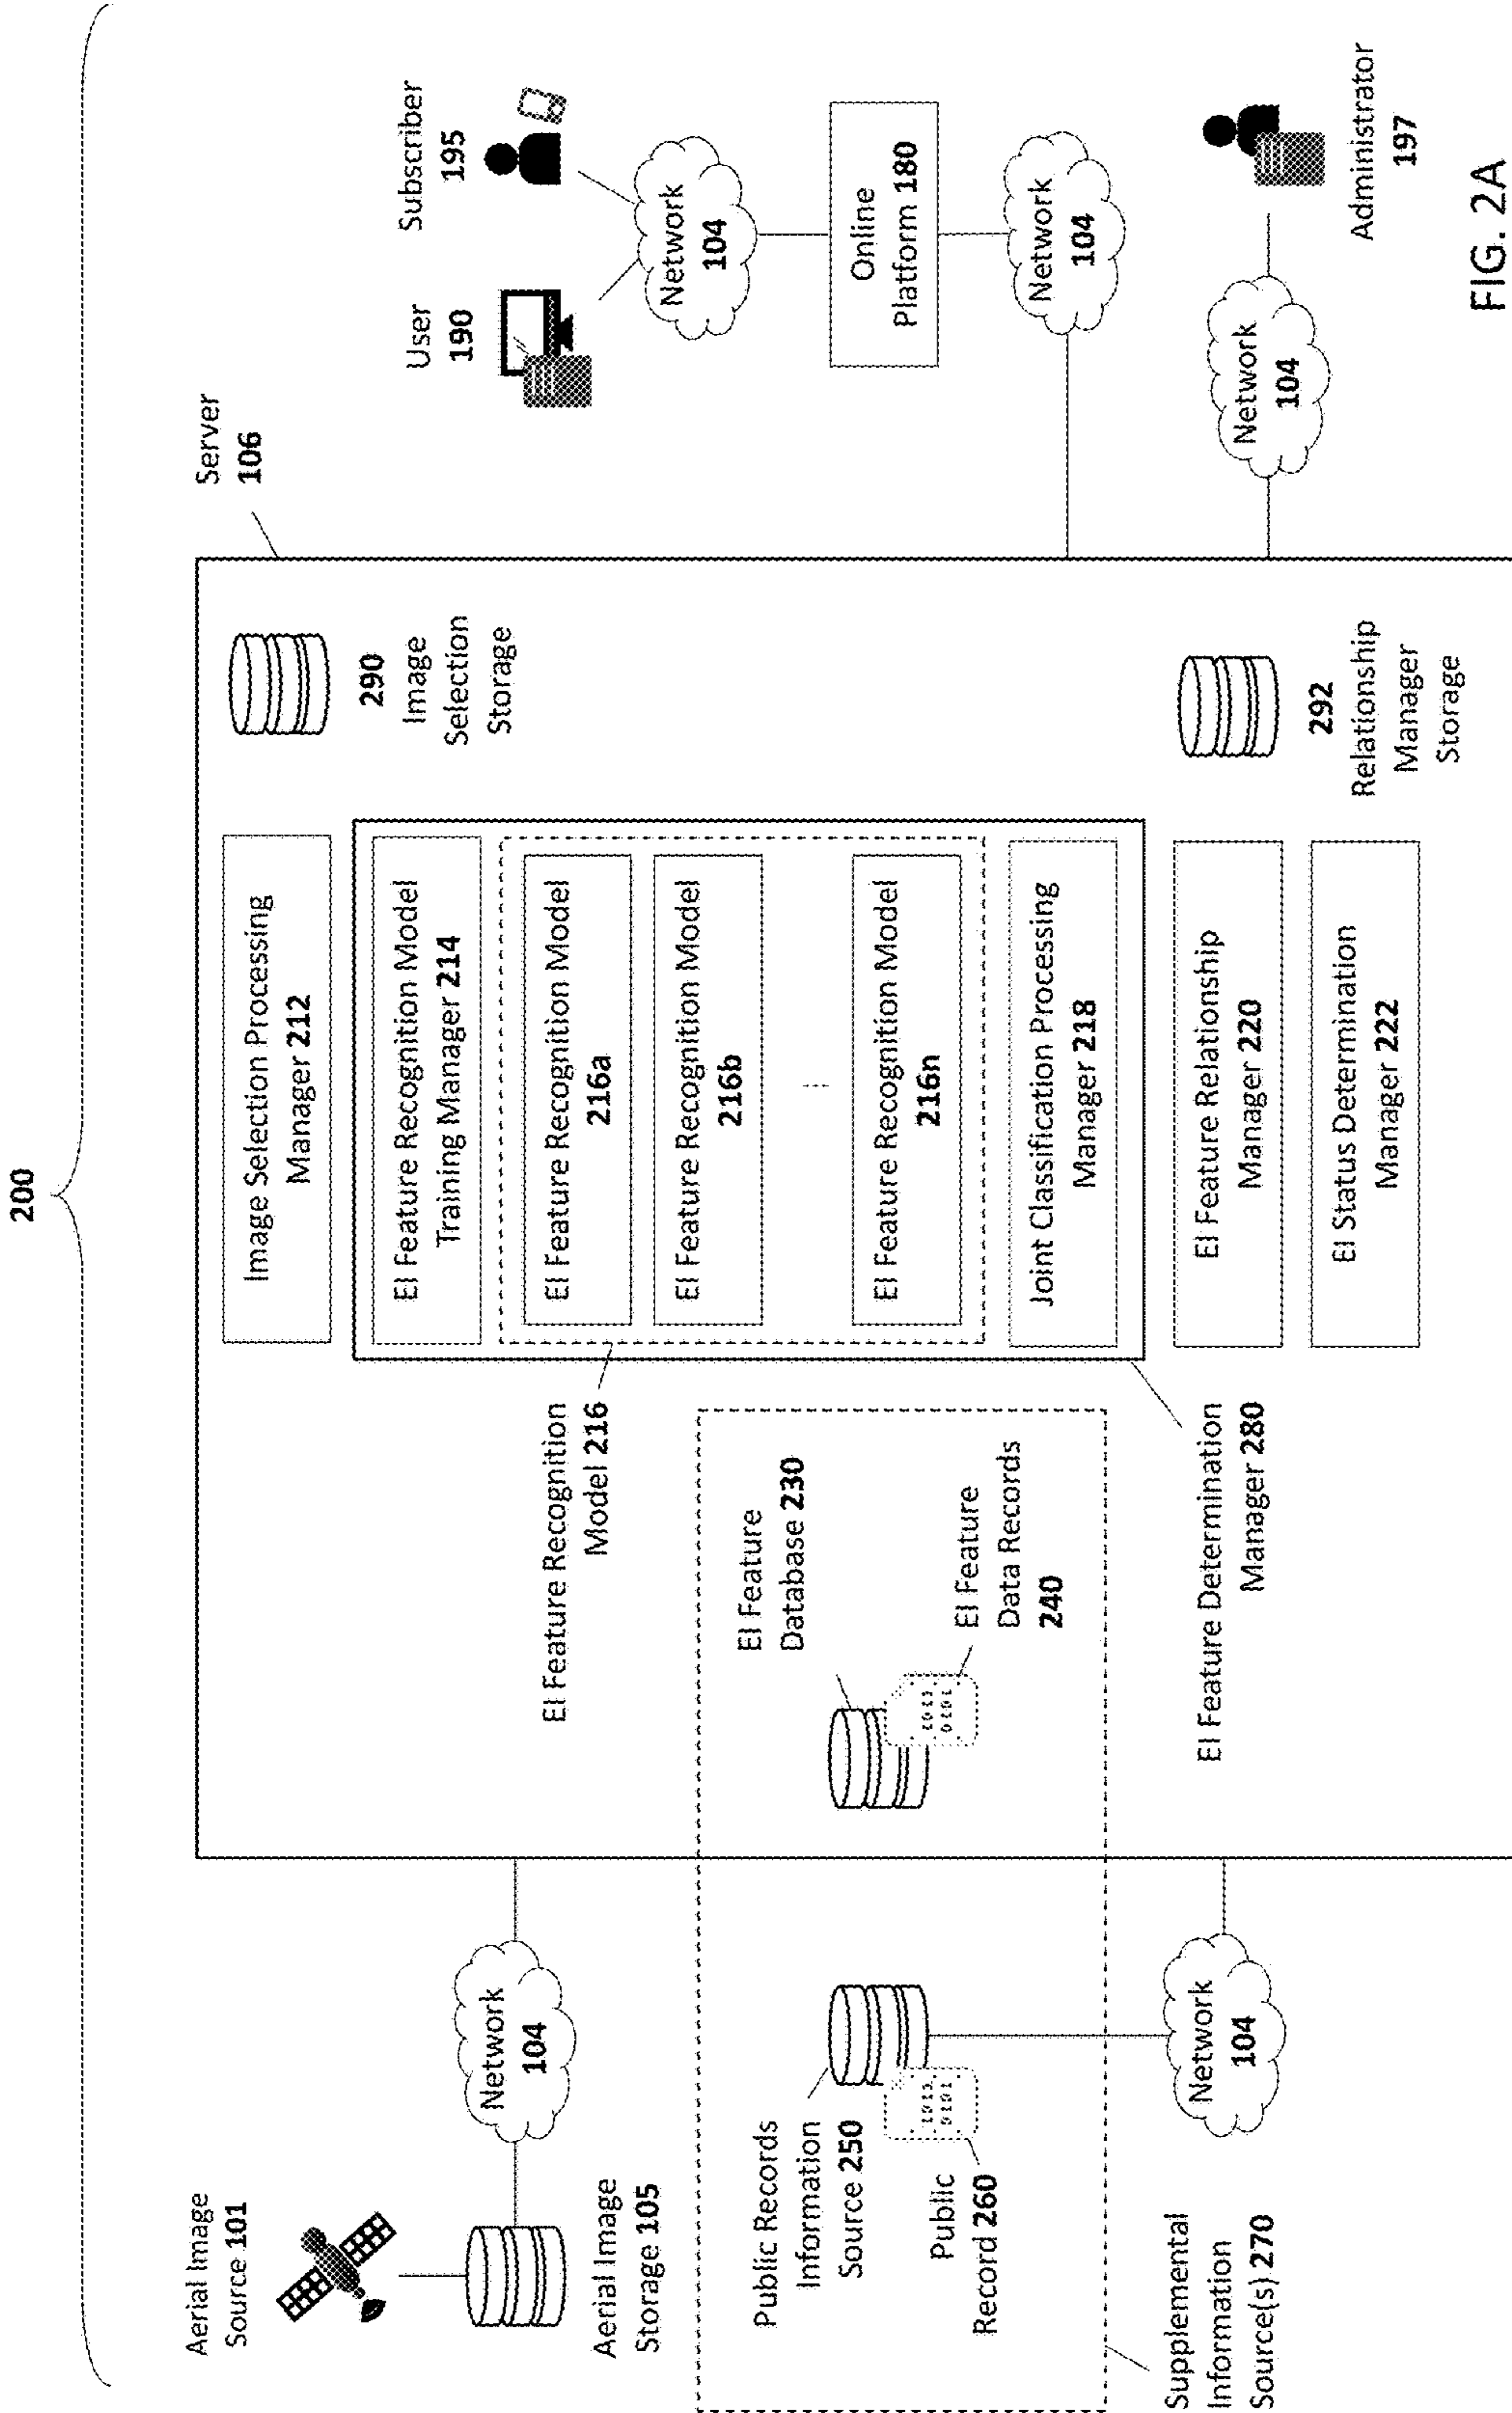 200
Aerial Image
Source 101
Aerial Image
Storage 105
Network
104
Public Records
Information
Source 250
Public
Record 260
Supplemental
Information
Source(s) 270
Network
104
1011
0101
EI Feature
Database 230
EI Feature
Data Records
240
1011
0101
EI Feature Recognition
Model 216
EI Feature Determination
Manager 280
Image Selection Processing
Manager 212
EI Feature Recognition Model
Training Manager 214
EI Feature Recognition Model
216a
EI Feature Recognition Model
216b
...
EI Feature Recognition Model
216n
Joint Classification Processing
Manager 218
EI Feature Relationship
Manager 220
EI Status Determination
Manager 222
290
Image
Selection
Storage
292
Relationship
Manager
Storage
Server
106
User
190
Subscriber
195
Network
104
Online
Platform 180
Network
104
Network
104
Administrator
197
FIG. 2A